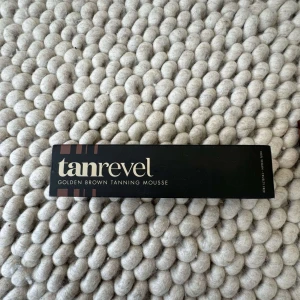 tanrevel
GOLDEN BROWN TANNING MOUSSE